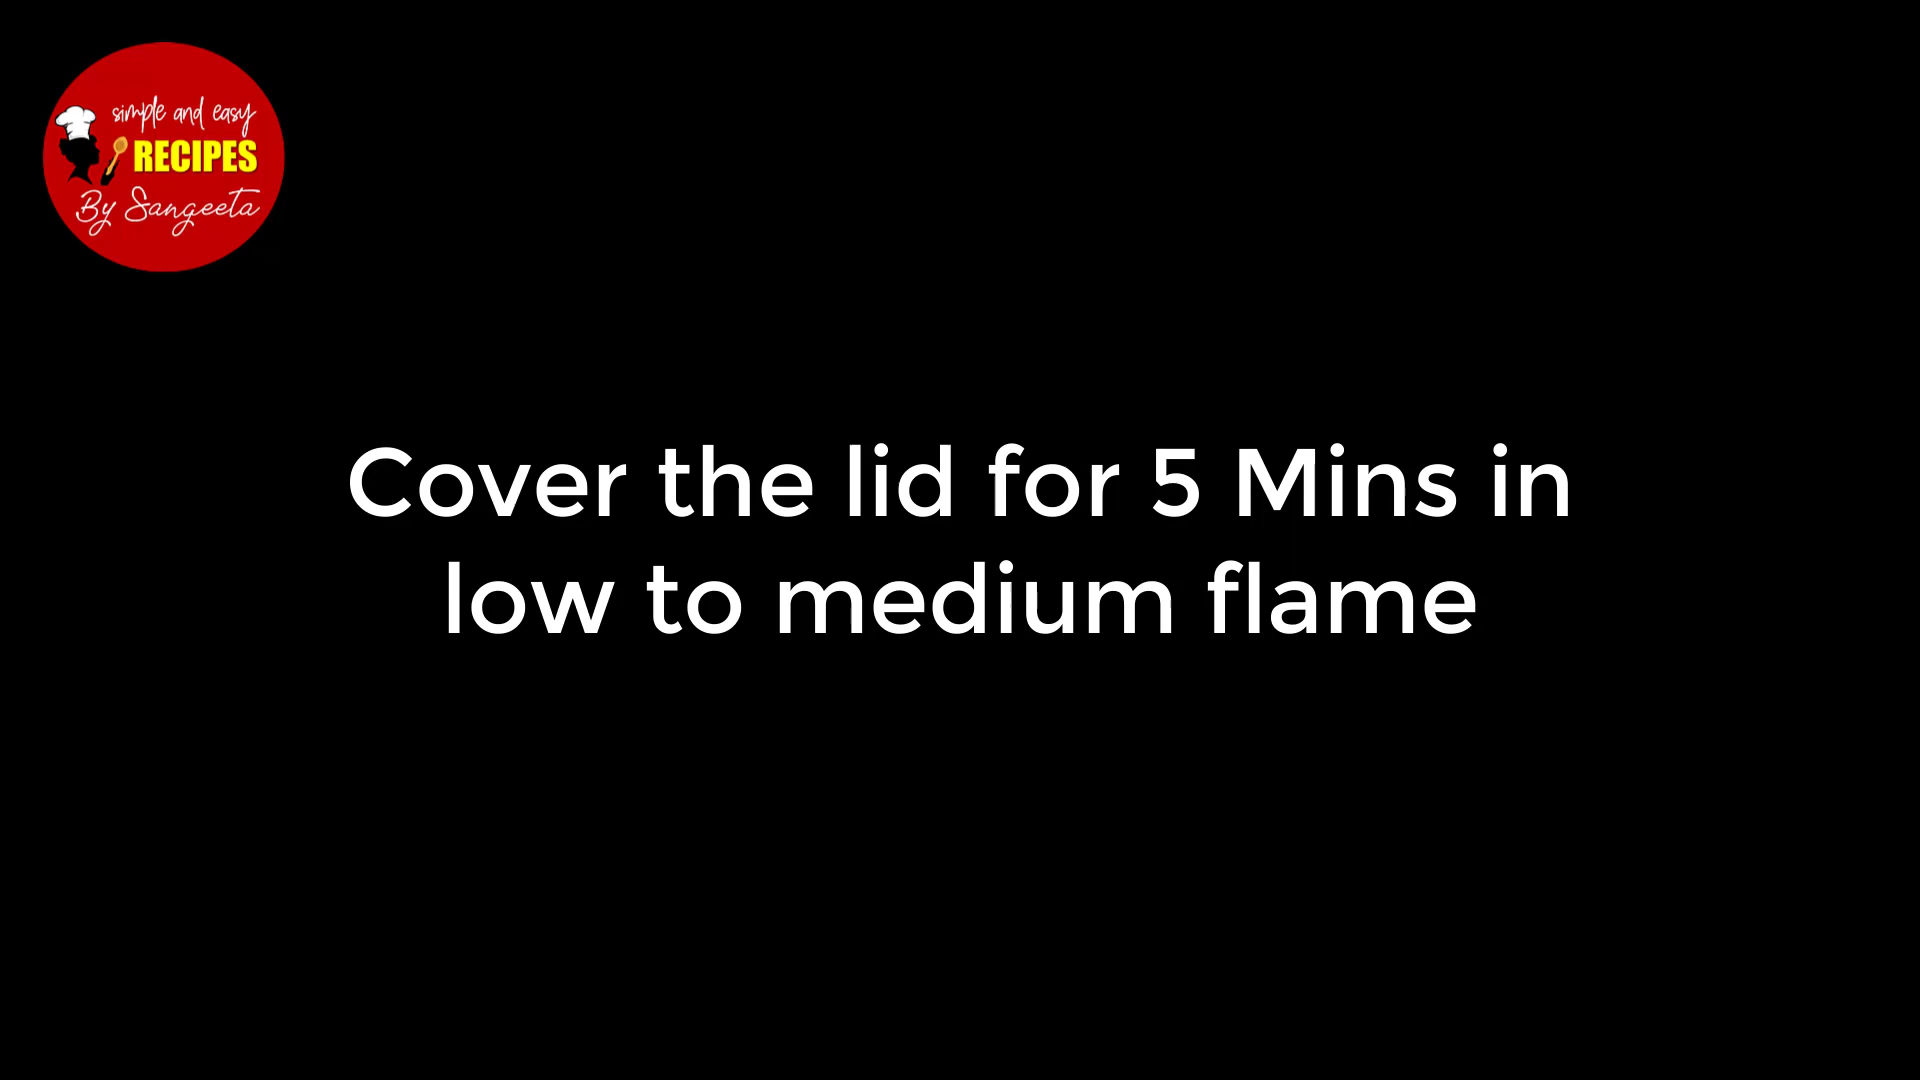 simple and easy
RECIPES
By Sangeeta
Cover the lid for 5 Mins in
low to medium flame